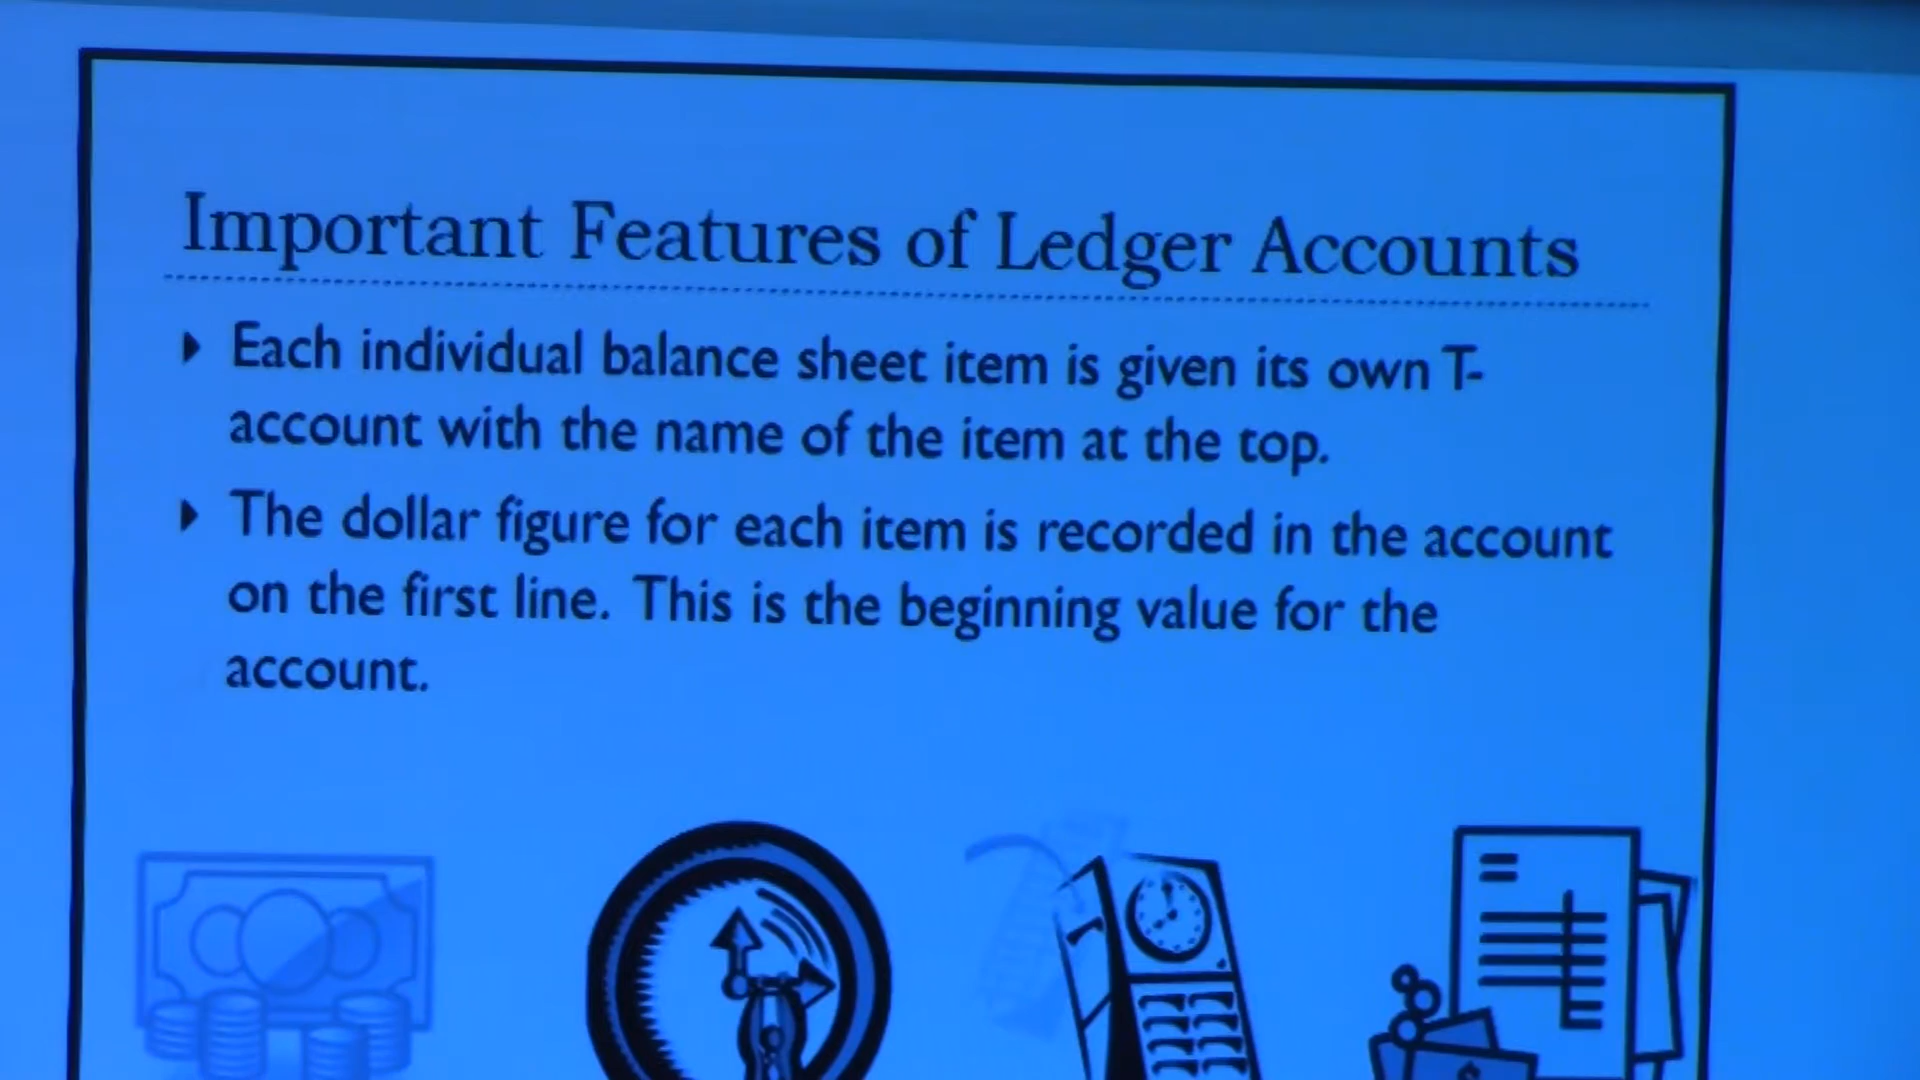 Important Features of Ledger Accounts
Each individual balance sheet item is given its own T-
account with the name of the item at the top.
The dollar figure for each item is recorded in the account
on the first line. This is the beginning value for the
account.